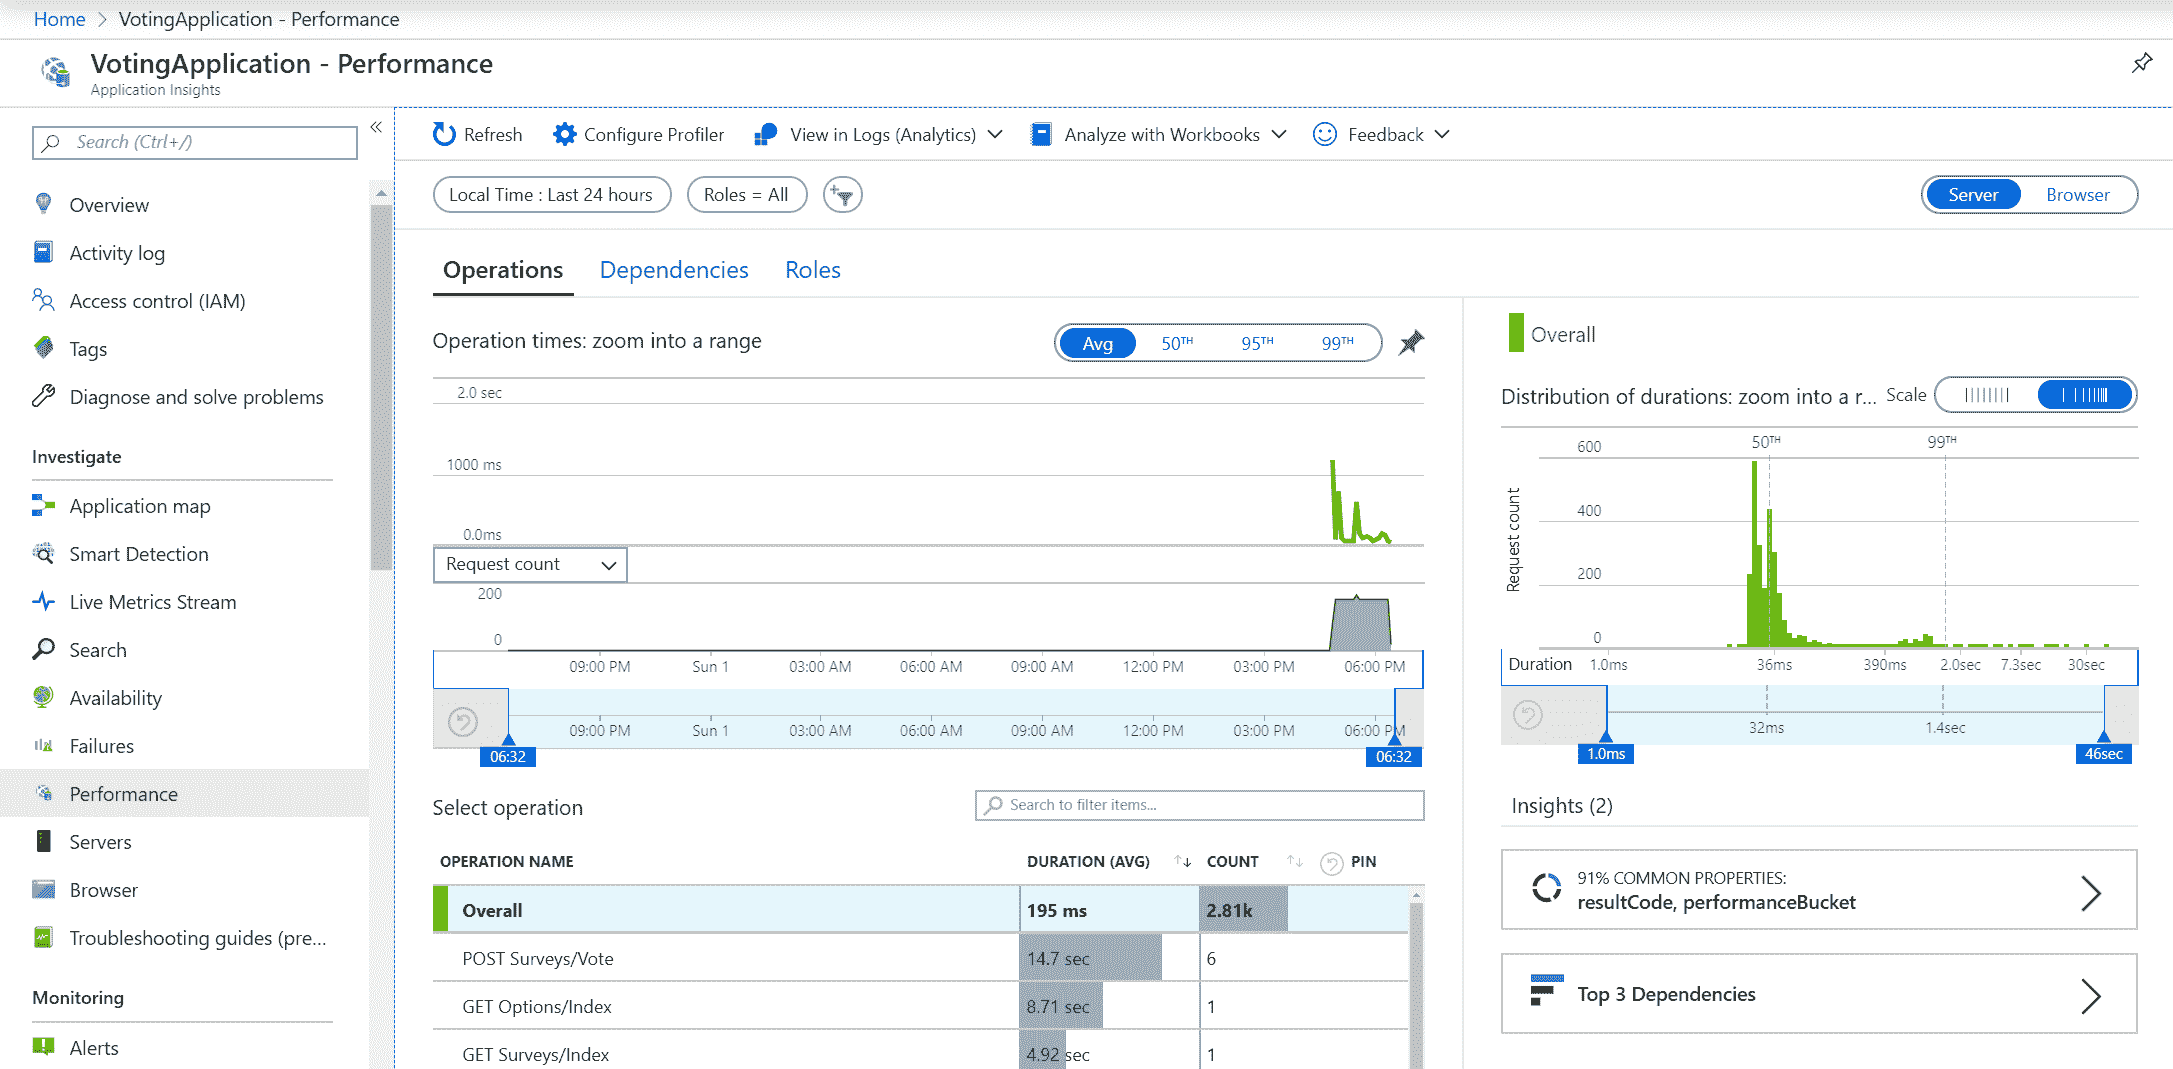 Home > VotingApplication - Performance
VotingApplication - Performance
Application Insights
Search (Ctrl+/)
«
Overview
Activity log
Access control (IAM)
Tags
Diagnose and solve problems
Investigate
Application map
Smart Detection
Live Metrics Stream
Search
Availability
Failures
Performance
Servers
Browser
Troubleshooting guides (pre...
Monitoring
Alerts
Refresh Configure Profiler View in Logs (Analytics) Analyze with Workbooks Feedback
Local Time : Last 24 hours Roles = All Server Browser
Operations Dependencies Roles
Operation times: zoom into a range Avg 50TH 95TH 99TH
2.0 sec
1000 ms
0.0ms
Request count
200
0
09:00 PM Sun 1 03:00 AM 06:00 AM 09:00 AM 12:00 PM 03:00 PM 06:00 PM
09:00 PM Sun 1 03:00 AM 06:00 AM 09:00 AM 12:00 PM 03:00 PM 06:00 PM
06:32 06:32
Select operation Search to filter items...
OPERATION NAME DURATION (AVG) COUNT PIN
Overall 195 ms 2.81k
POST Surveys/Vote 14.7 sec 6
GET Options/Index 8.71 sec 1
GET Surveys/Index 4.92 sec 1
Overall
Distribution of durations: zoom into a r... Scale
50TH 99TH
Request count
600
400
200
0
Duration 1.0ms 36ms 390ms 2.0sec 7.3sec 30sec
32ms 1.4sec
1.0ms 46sec
Insights (2)
91% COMMON PROPERTIES:
resultCode, performanceBucket
Top 3 Dependencies